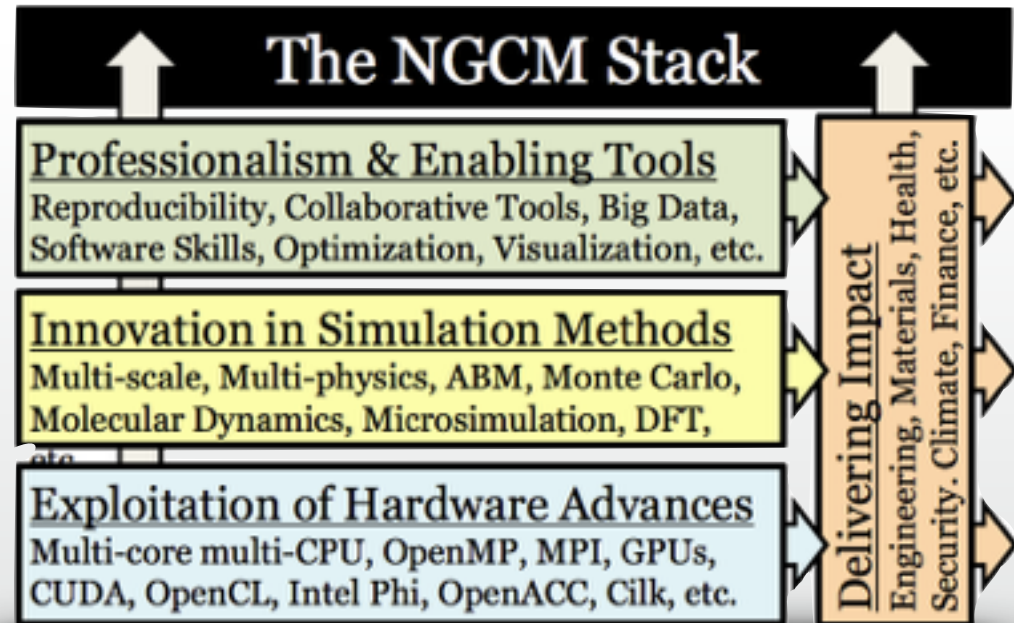 The NGCM Stack
Professionalism & Enabling Tools
Reproducibility, Collaborative Tools, Big Data,
Software Skills, Optimization, Visualization, etc.
Innovation in Simulation Methods
Multi-scale, Multi-physics, ABM, Monte Carlo,
Molecular Dynamics, Microsimulation, DFT,
etc
Exploitation of Hardware Advances
Multi-core multi-CPU, OpenMP, MPI, GPUs,
CUDA, OpenCL, Intel Phi, OpenACC, Cilk, etc.
Delivering Impact
Engineering, Materials, Health,
Security. Climate, Finance, etc.